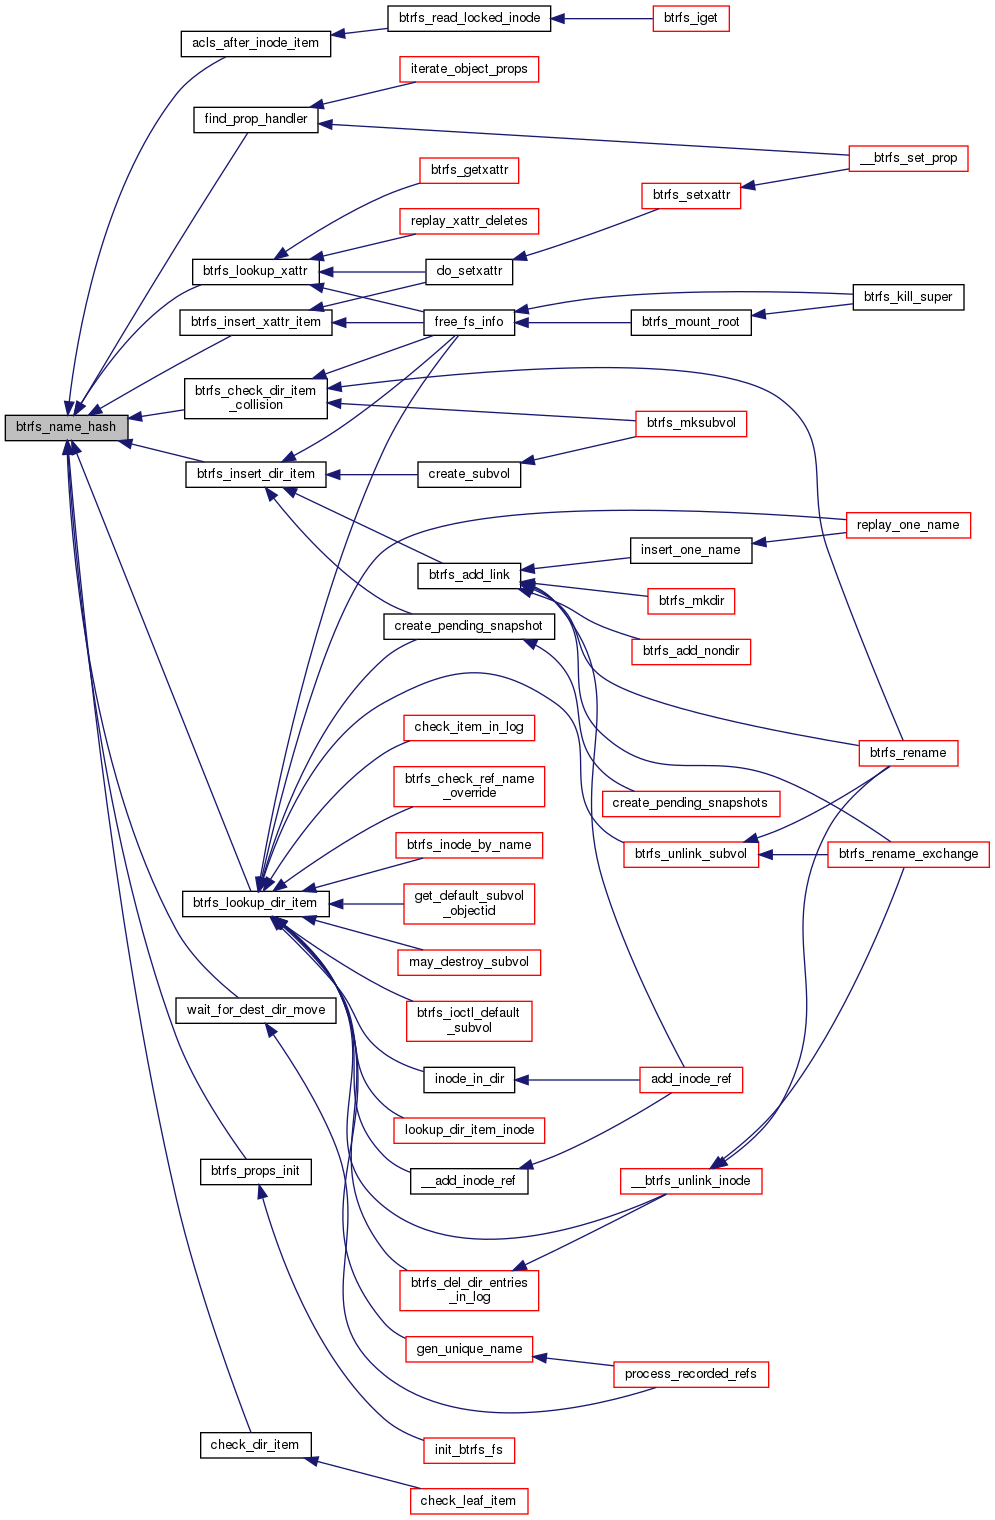 btrfs_read_locked_inode
btrfs_iget
acls_after_inode_item
iterate_object_props
find_prop_handler
__btrfs_set_prop
btrfs_getxattr
btrfs_setxattr
replay_xattr_deletes
btrfs_lookup_xattr
do_setxattr
btrfs_kill_super
btrfs_insert_xattr_item
free_fs_info
btrfs_mount_root
btrfs_check_dir_item
_collision
btrfs_name_hash
btrfs_mksubvol
btrfs_insert_dir_item
create_subvol
replay_one_name
insert_one_name
btrfs_add_link
btrfs_mkdir
create_pending_snapshot
btrfs_add_nondir
check_item_in_log
btrfs_rename
btrfs_check_ref_name
_override
create_pending_snapshots
btrfs_inode_by_name
btrfs_unlink_subvol
btrfs_rename_exchange
btrfs_lookup_dir_item
get_default_subvol
_objectid
may_destroy_subvol
wait_for_dest_dir_move
btrfs_ioctl_default
_subvol
inode_in_dir
add_inode_ref
lookup_dir_item_inode
btrfs_props_init
__add_inode_ref
__btrfs_unlink_inode
btrfs_del_dir_entries
_in_log
gen_unique_name
process_recorded_refs
check_dir_item
init_btrfs_fs
check_leaf_item